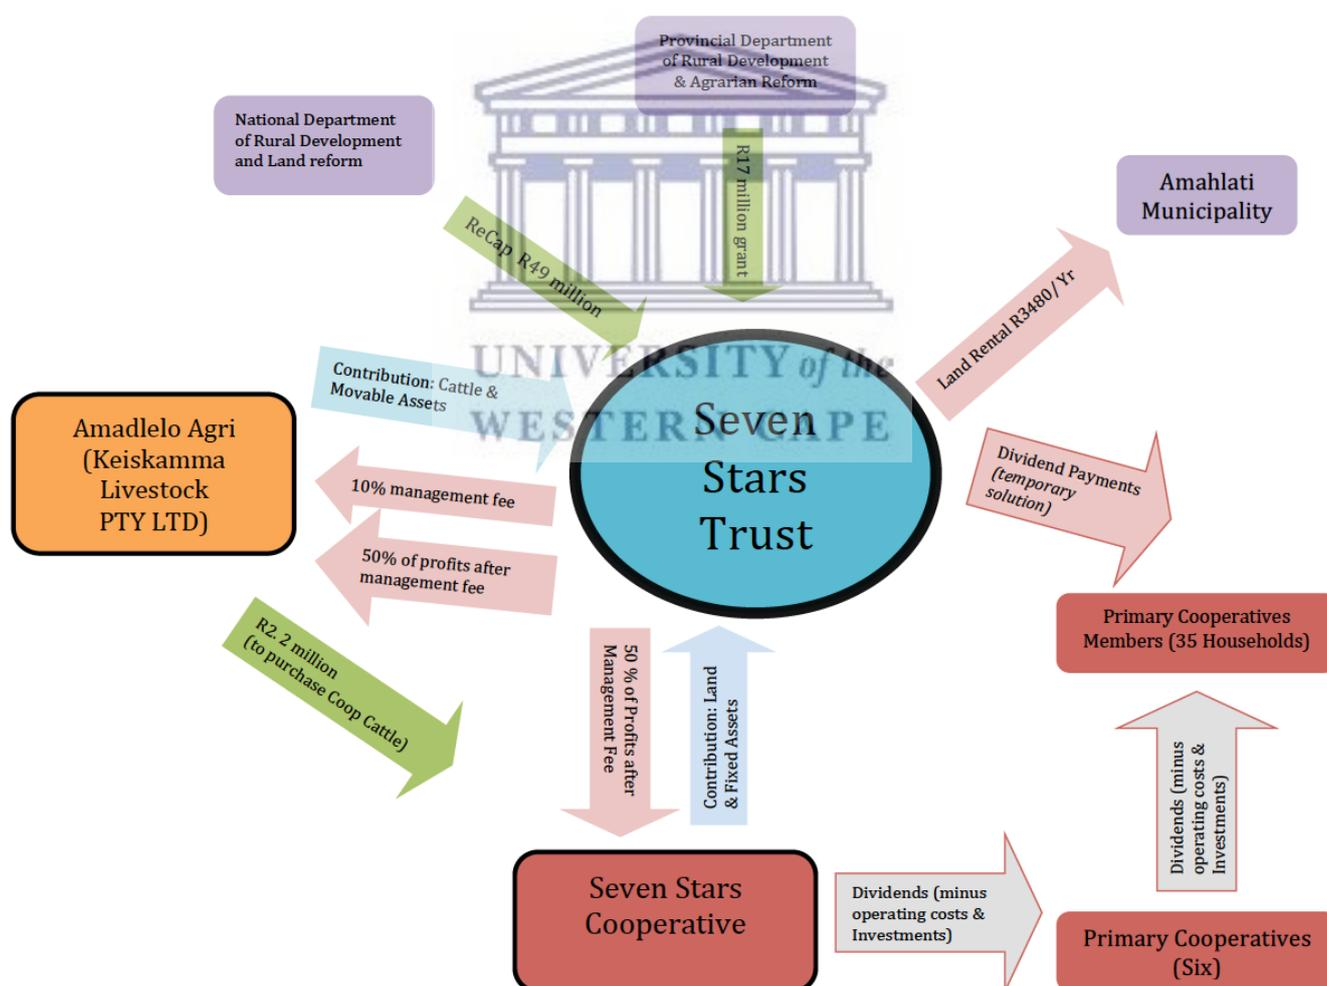 Provincial Department
of Rural Development
& Agrarian Reform
National Department
of Rural Development
and Land reform
R17 million grant
Amahlati
Municipality
ReCap R49 million
Land Rental R3480/Yr
UNIVERSITY of the
WESTERN CAPE
Contribution: Cattle &
Movable Assets
Amadlelo Agri
(Keiskamma
Livestock
PTY LTD)
Seven
Stars
Trust
10% management fee
50% of profits after
management fee
Dividend Payments
(temporary
solution)
R2. 2 million
(to purchase Coop Cattle)
50 % of Profits after
Management Fee
Contribution: Land
& Fixed Assets
Primary Cooperatives
Members (35 Households)
Dividends (minus
operating costs &
Investments)
Seven Stars
Cooperative
Dividends (minus
operating costs &
Investments)
Primary Cooperatives
(Six)